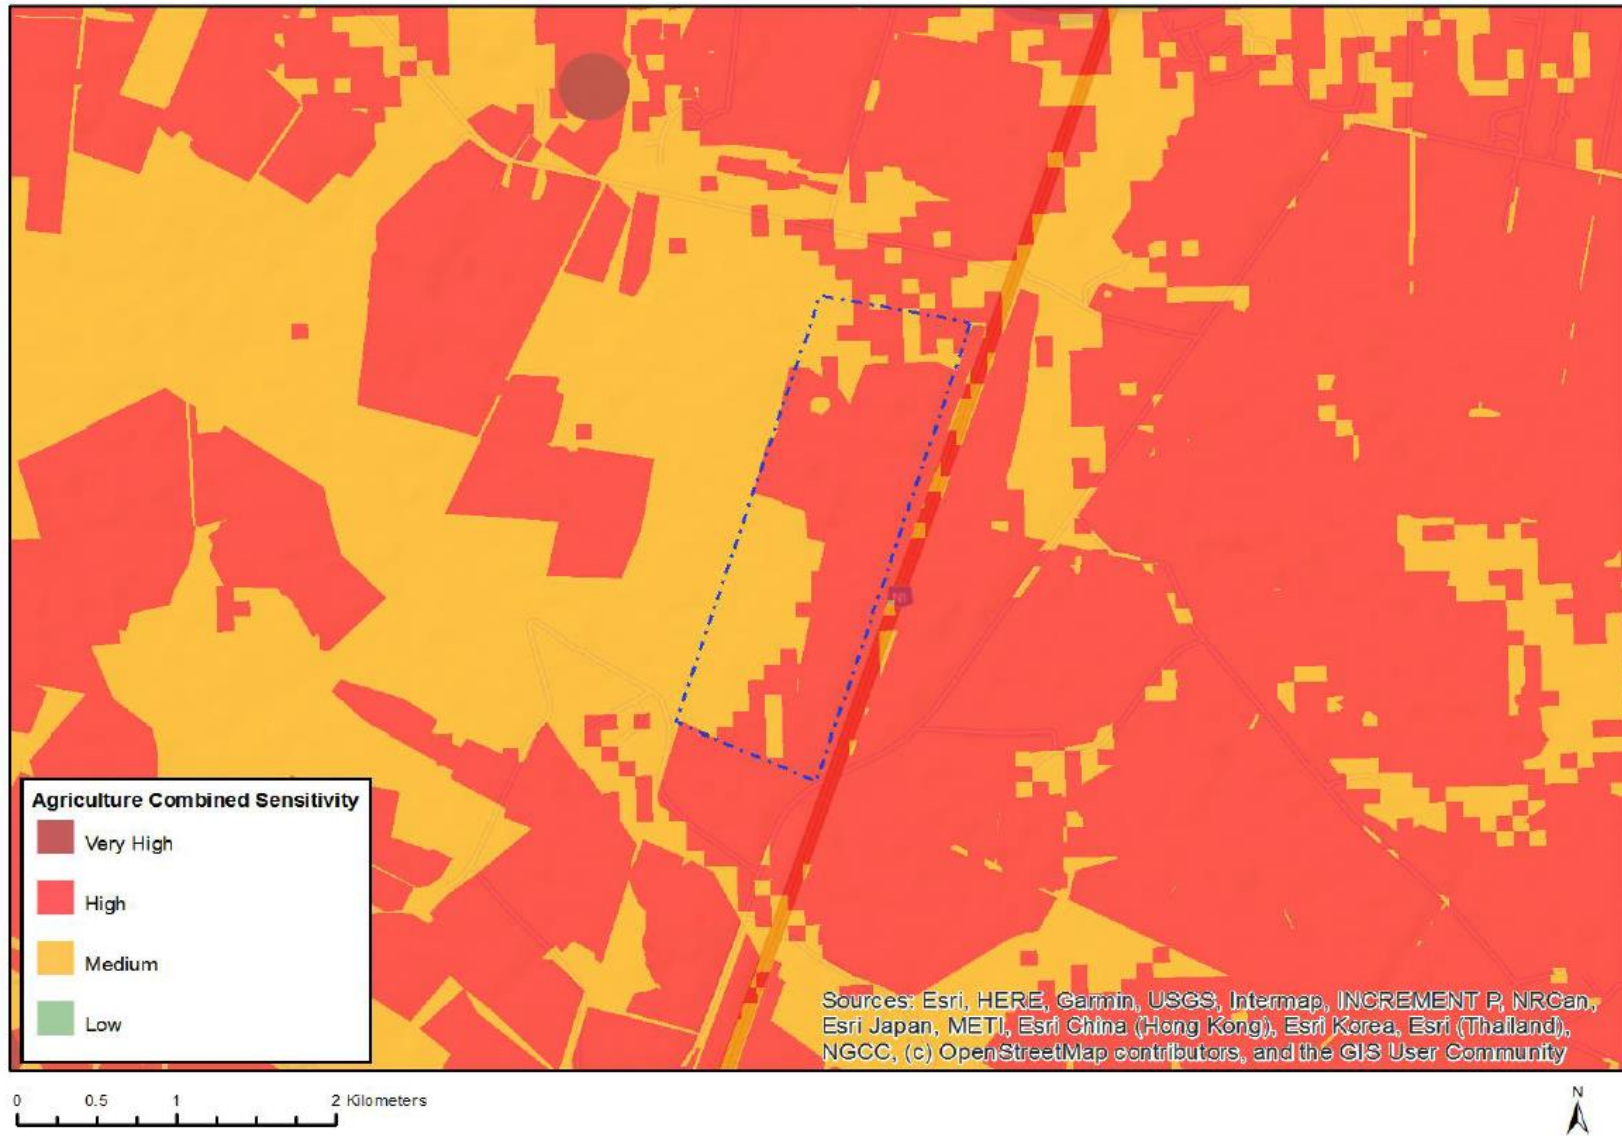 N1
Agriculture Combined Sensitivity
Very High
High
Medium
Low
Sources: Esri, HERE, Garmin, USGS, Intermap, INCREMENT P, NRCan,
Esri Japan, METI, Esri China (Hong Kong), Esri Korea, Esri (Thailand),
NGCC, (c) OpenStreetMap contributors, and the GIS User Community
0 0.5 1 2 Kilometers
N